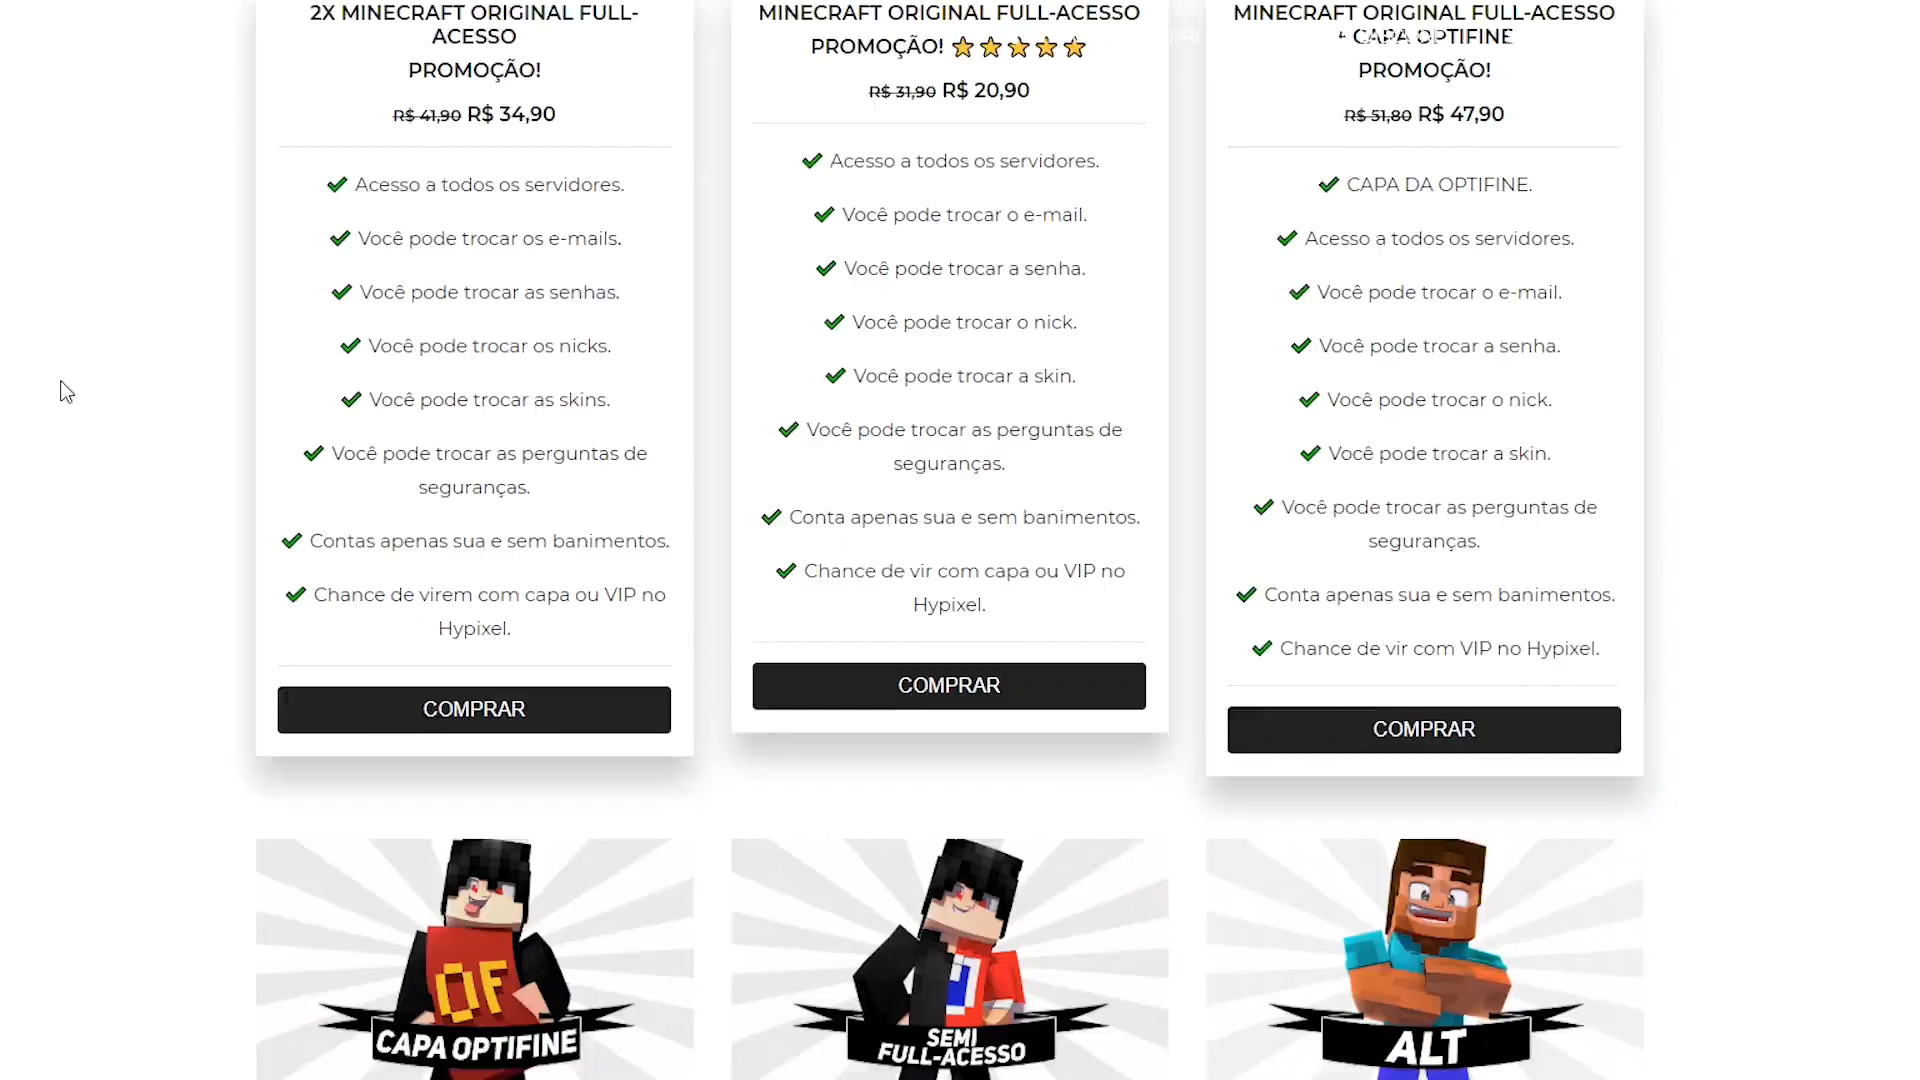 2X MINECRAFT ORIGINAL FULL-
ACESSO
PROMOÇÃO!
R$ 41,90 R$ 34,90
Acesso a todos os servidores.
Você pode trocar os e-mails.
Você pode trocar as senhas.
Você pode trocar os nicks.
Você pode trocar as skins.
Você pode trocar as perguntas de
seguranças.
Contas apenas sua e sem banimentos.
Chance de virem com capa ou VIP no
Hypixel.
COMPRAR
MINECRAFT ORIGINAL FULL-ACESSO
PROMOÇÃO!
R$ 31,90 R$ 20,90
Acesso a todos os servidores.
Você pode trocar o e-mail.
Você pode trocar a senha.
Você pode trocar o nick.
Você pode trocar a skin.
Você pode trocar as perguntas de
seguranças.
Conta apenas sua e sem banimentos.
Chance de vir com capa ou VIP no
Hypixel.
COMPRAR
MINECRAFT ORIGINAL FULL-ACESSO
+ CAPA OPTIFINE
PROMOÇÃO!
R$ 51,80 R$ 47,90
CAPA DA OPTIFINE.
Acesso a todos os servidores.
Você pode trocar o e-mail.
Você pode trocar a senha.
Você pode trocar o nick.
Você pode trocar a skin.
Você pode trocar as perguntas de
seguranças.
Conta apenas sua e sem banimentos.
Chance de vir com VIP no Hypixel.
COMPRAR
OF
CAPA OPTIFINE
SEMI
FULL-ACESSO
ALT